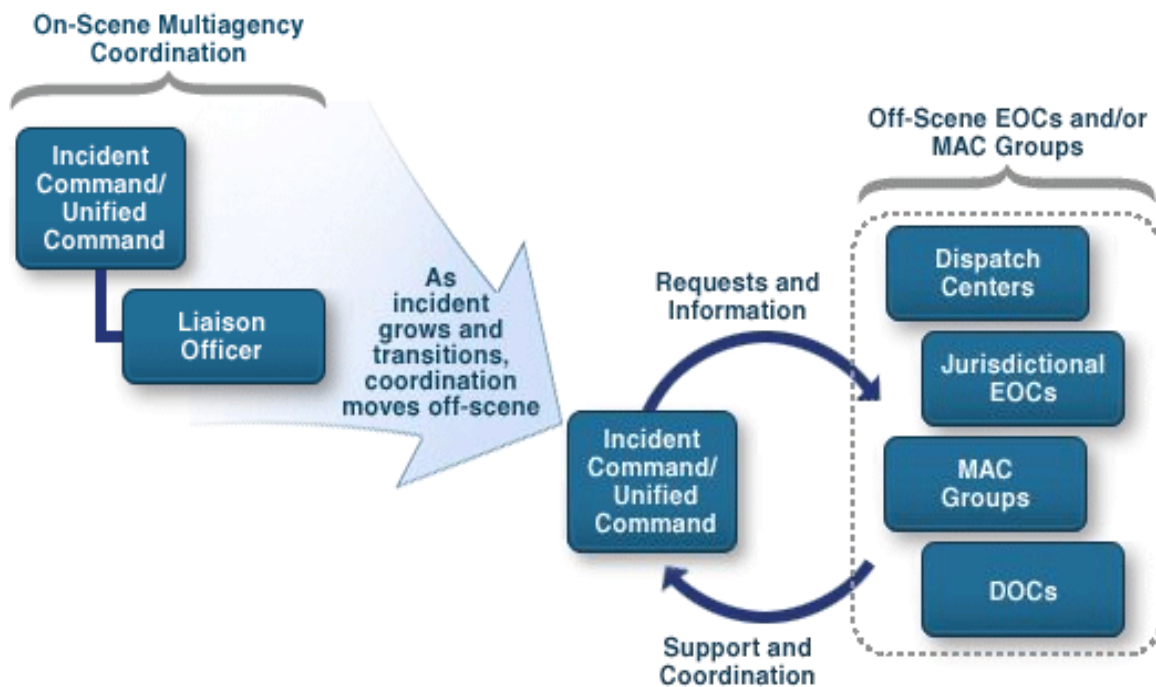 On-Scene Multiagency
Coordination
Incident
Command/
Unified
Command
Liaison
Officer
As
incident
grows and
transitions,
coordination
moves off-scene
Incident
Command/
Unified
Command
Requests and
Information
Support and
Coordination
Off-Scene EOCs and/or
MAC Groups
Dispatch
Centers
Jurisdictional
EOCs
MAC
Groups
DOCs